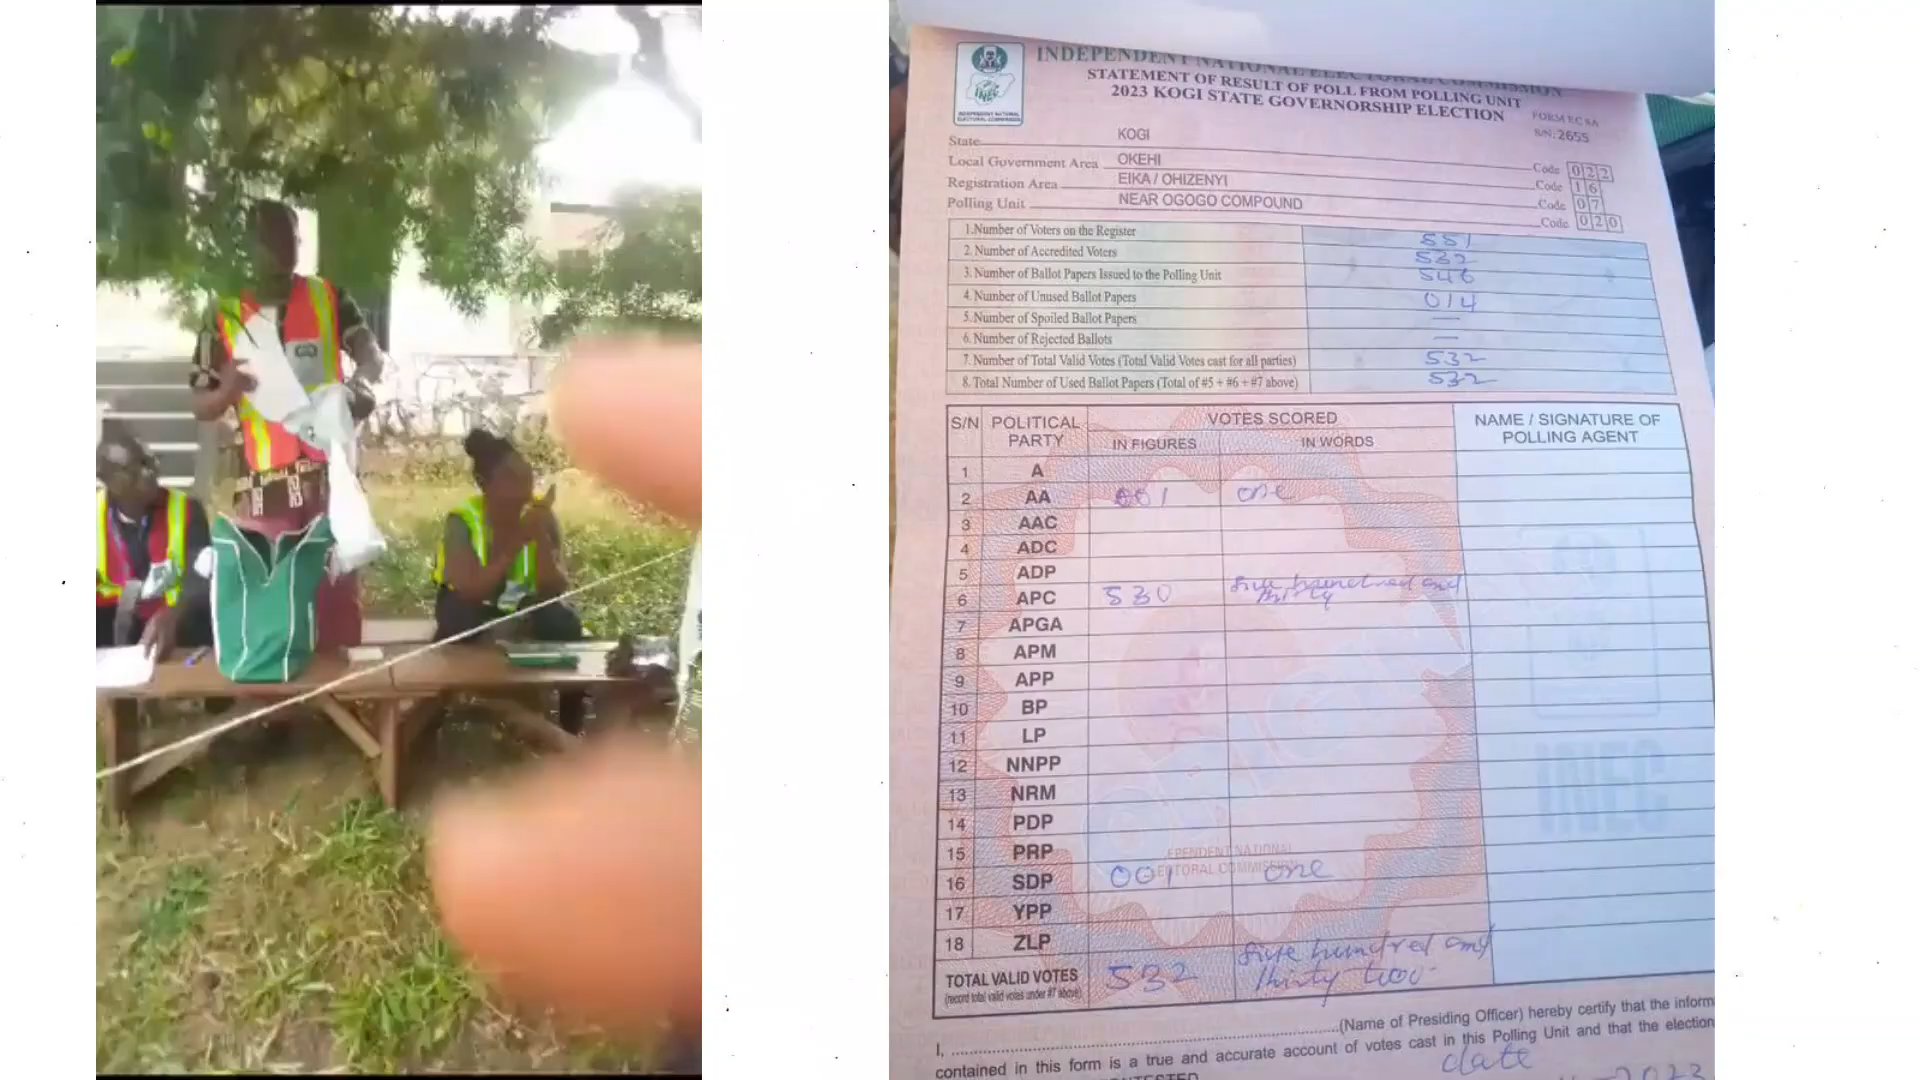 INDEPENDENT NATIONAL ELECTORAL COMMISSION
STATEMENT OF RESULT OF POLL FROM POLLING UNIT
2023 KOGI STATE GOVERNORSHIP ELECTION
FORM EC 8A
S/N: 2655
INDEPENDENT NATIONAL
ELECTORAL COMMISSION
State KOGI Code 022
Local Government Area OKEHI Code 16
Registration Area EIKA / OHIZENYI Code 07
Polling Unit NEAR OGOGO COMPOUND Code 020
1.Number of Voters on the Register 551
2. Number of Accredited Voters 532
3. Number of Ballot Papers Issued to the Polling Unit 546
4. Number of Unused Ballot Papers 014
5. Number of Spoiled Ballot Papers —
6. Number of Rejected Ballots —
7. Number of Total Valid Votes (Total Valid Votes cast for all parties) 532
8. Total Number of Used Ballot Papers (Total of #5 + #6 + #7 above) 532
S/N POLITICAL PARTY VOTES SCORED NAME / SIGNATURE OF POLLING AGENT
IN FIGURES IN WORDS
1 A
2 AA 001 one
3 AAC
4 ADC
5 ADP
6 APC 530 five hundred and thirty
7 APGA
8 APM
9 APP
10 BP
11 LP
12 NNPP
13 NRM
14 PDP
15 PRP
16 SDP 001 one
17 YPP
18 ZLP
TOTAL VALID VOTES 532 five hundred and thirty two
(record total valid votes under #7 above)
INEC
I, (Name of Presiding Officer) hereby certify that the inform
contained in this form is a true and accurate account of votes cast in this Polling Unit and that the election
date
2023